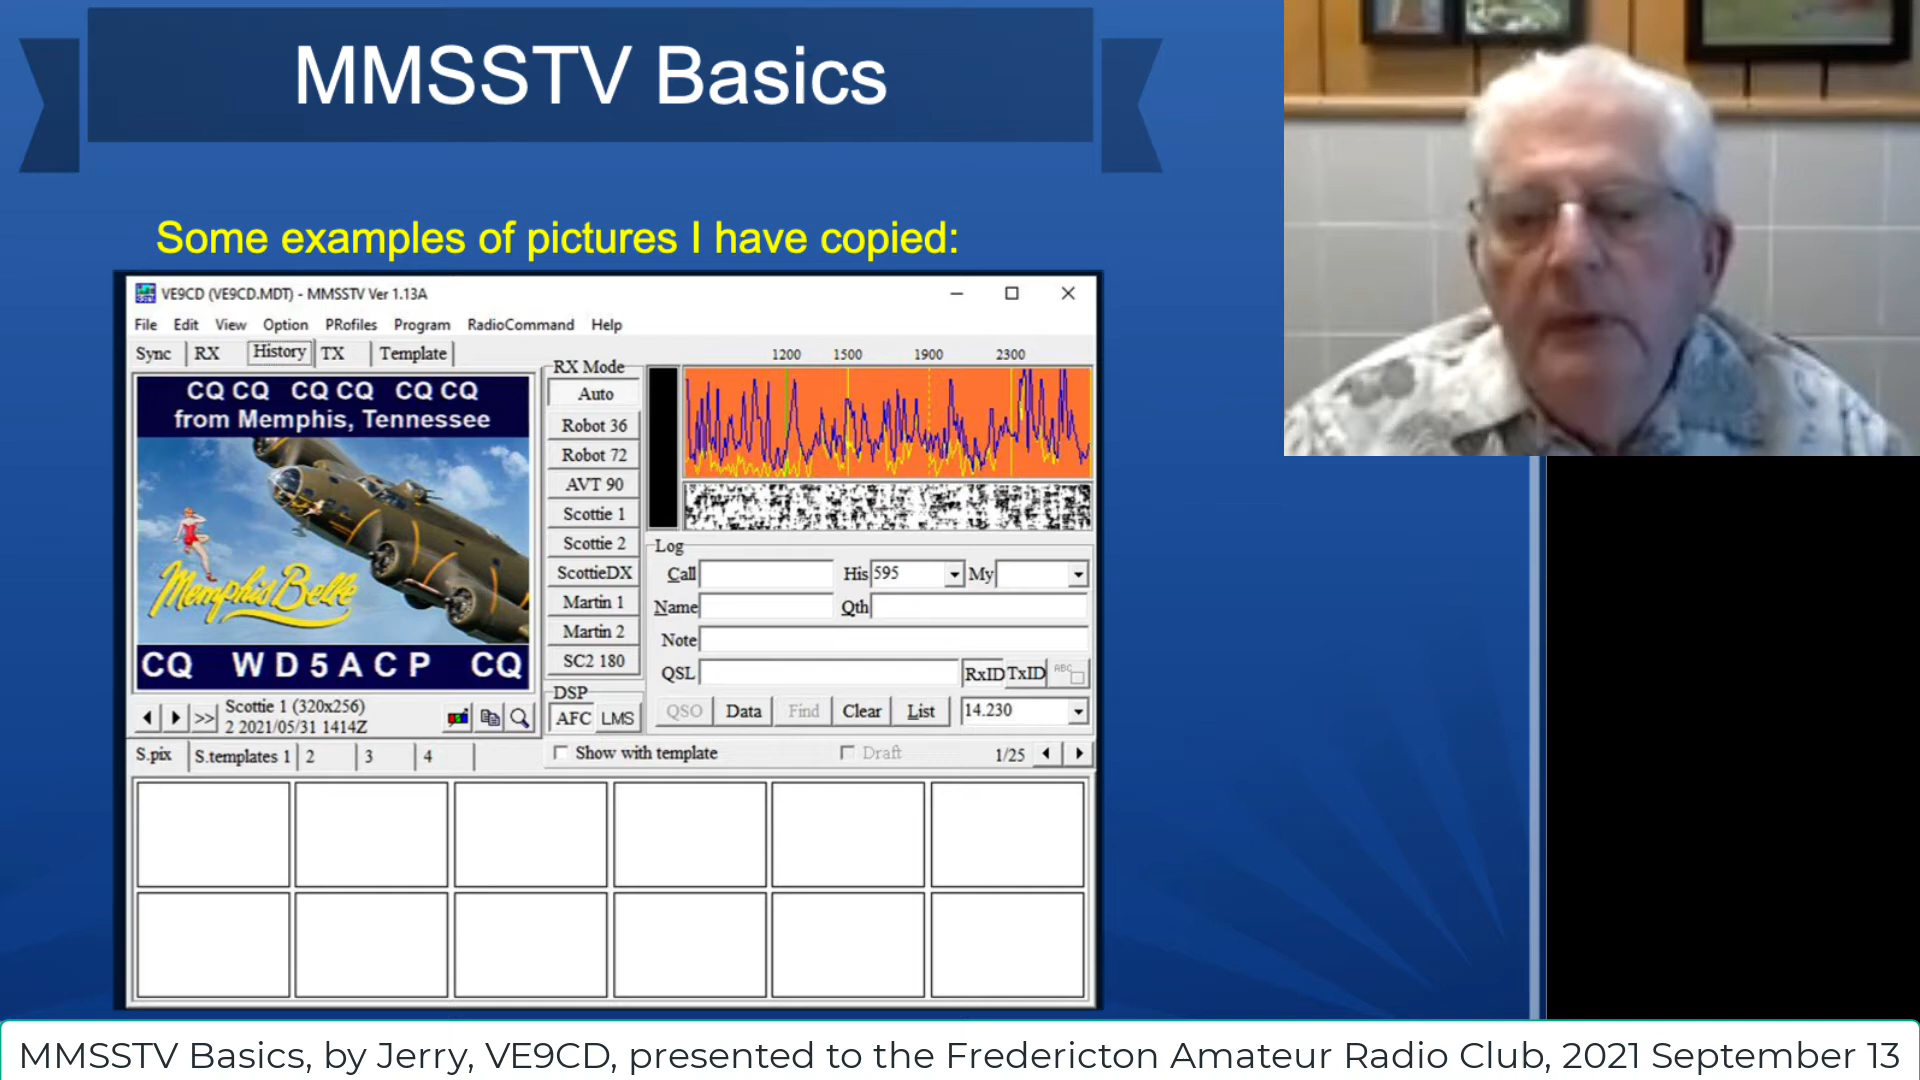 MMSSTV Basics
Some examples of pictures I have copied:
VE9CD (VE9CD.MDT) - MMSSTV Ver 1.13A
File Edit View Option PRofiles Program RadioCommand Help
Sync RX History TX Template
CQ CQ CQ CQ CQ CQ
from Memphis, Tennessee
Memphis Belle
CQ WD5ACP CQ
Scottie 1 (320x256)
2 2021/05/31 1414Z
>>
RX Mode
Auto
Robot 36
Robot 72
AVT 90
Scottie 1
Scottie 2
ScottieDX
Martin 1
Martin 2
SC2 180
DSP
AFC LMS
1200 1500 1900 2300
Log
Call His 595 My
Name Qth
Note
QSL RxID TxID ABC
QSO Data Find Clear List 14.230
Show with template Draft 1/25
S.pix S.templates 1 2 3 4
MMSSTV Basics, by Jerry, VE9CD, presented to the Fredericton Amateur Radio Club, 2021 September 13